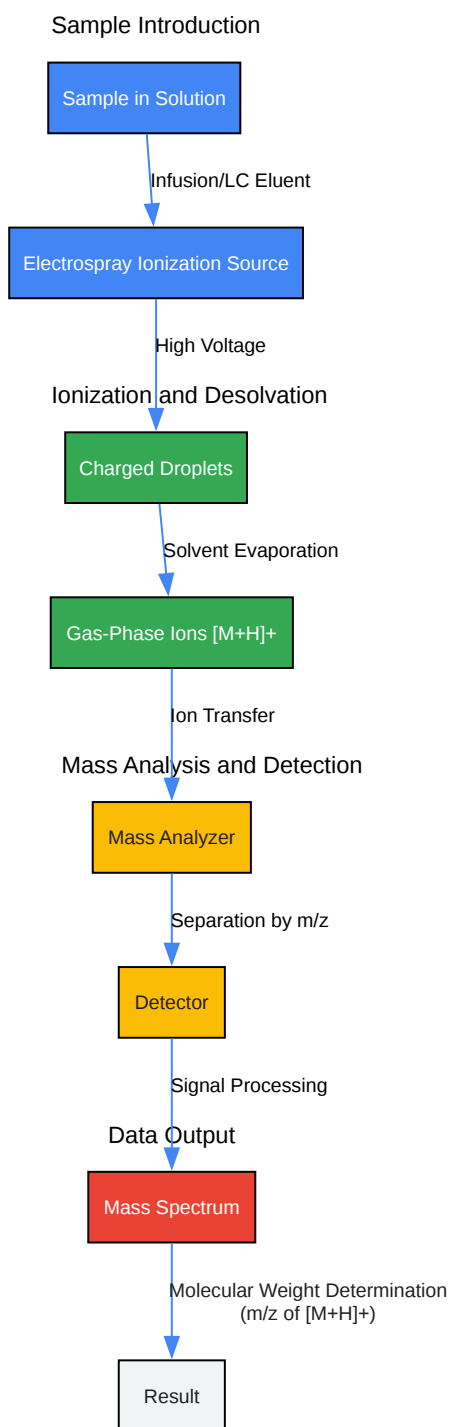 Sample Introduction
Sample in Solution
Infusion/LC Eluent
Electrospray Ionization Source
High Voltage
Ionization and Desolvation
Charged Droplets
Solvent Evaporation
Gas-Phase Ions [M+H]+
Ion Transfer
Mass Analysis and Detection
Mass Analyzer
Separation by m/z
Detector
Signal Processing
Data Output
Mass Spectrum
Molecular Weight Determination
(m/z of [M+H]+)
Result